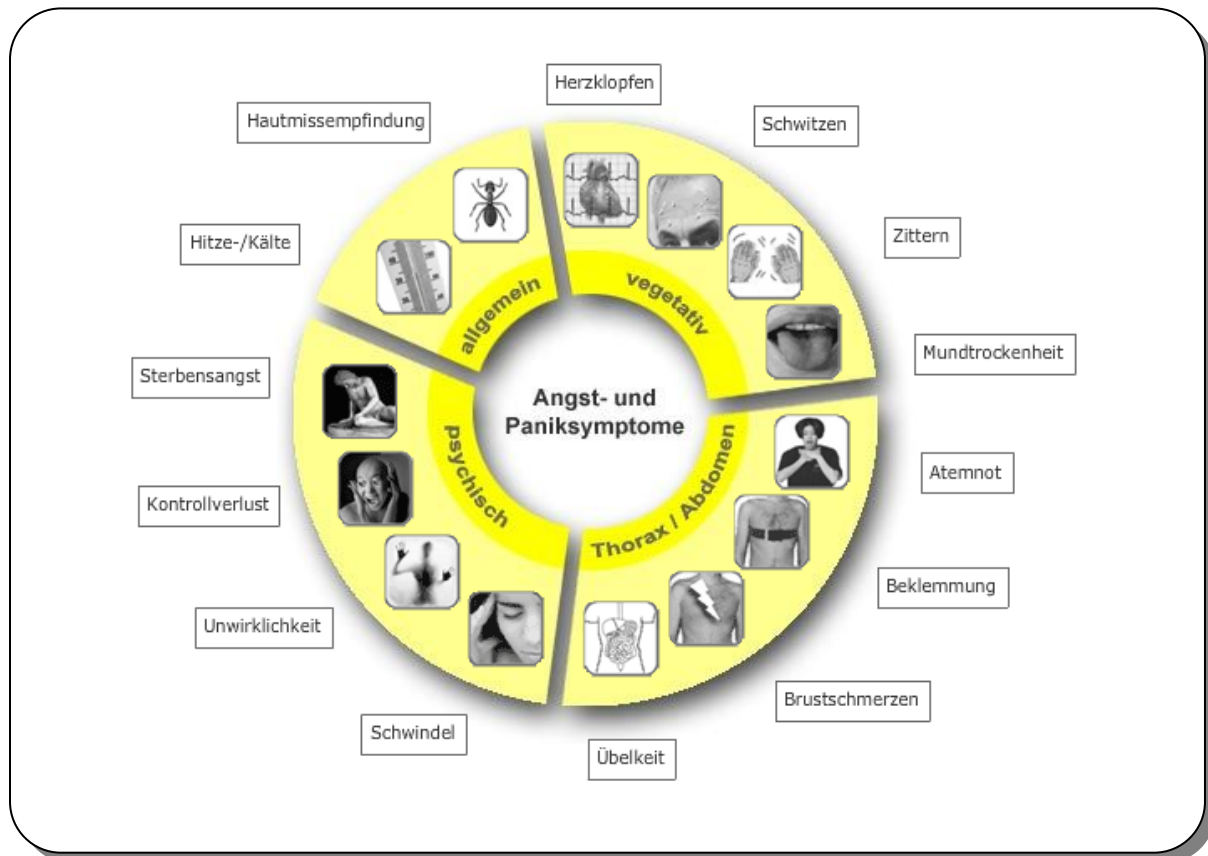 Herzklopfen
Schwitzen
Zittern
Mundtrockenheit
Atemnot
Beklemmung
Brustschmerzen
Übelkeit
Schwindel
Unwirklichkeit
Kontrollverlust
Sterbensangst
Hitze-/Kälte
Hautmissempfindung
allgemein
vegetativ
Thorax / Abdomen
psychisch
Angst- und
Paniksymptome